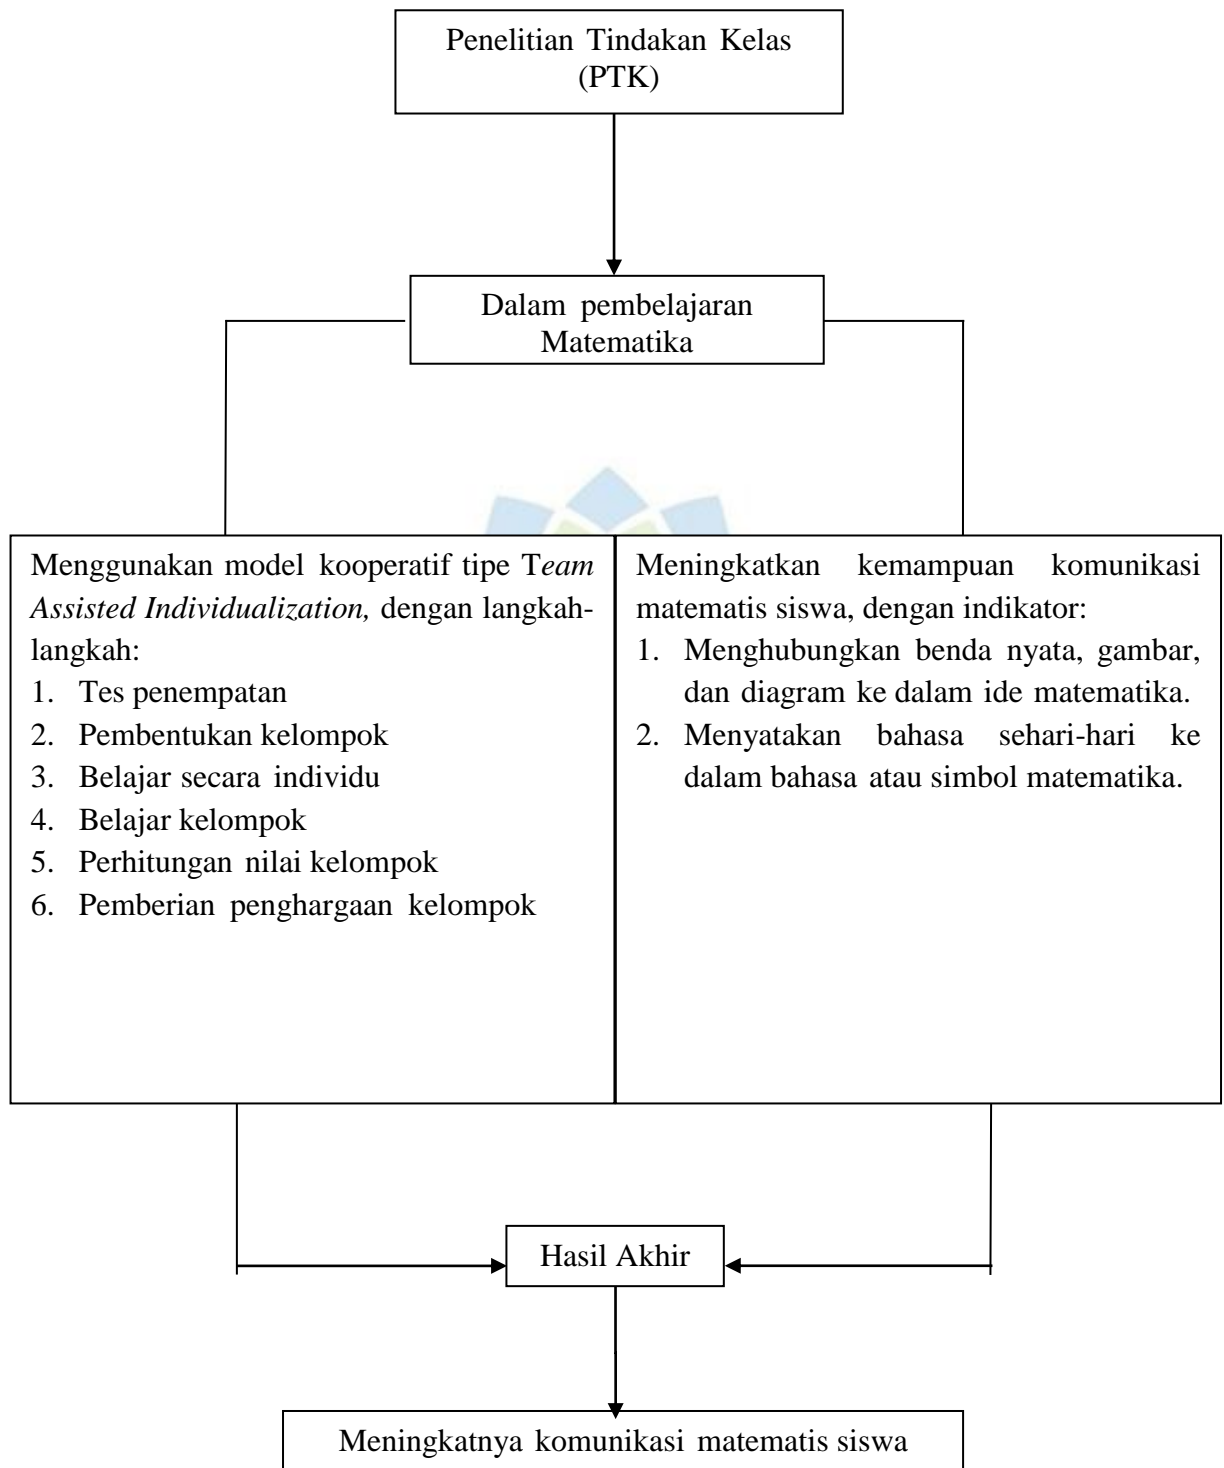 Penelitian Tindakan Kelas
(PTK)
Dalam pembelajaran
Matematika
Menggunakan model kooperatif tipe Team
Assisted Individualization, dengan langkah-
langkah:
1. Tes penempatan
2. Pembentukan kelompok
3. Belajar secara individu
4. Belajar kelompok
5. Perhitungan nilai kelompok
6. Pemberian penghargaan kelompok
Meningkatkan kemampuan komunikasi
matematis siswa, dengan indikator:
1. Menghubungkan benda nyata, gambar,
dan diagram ke dalam ide matematika.
2. Menyatakan bahasa sehari-hari ke
dalam bahasa atau simbol matematika.
Hasil Akhir
Meningkatnya komunikasi matematis siswa